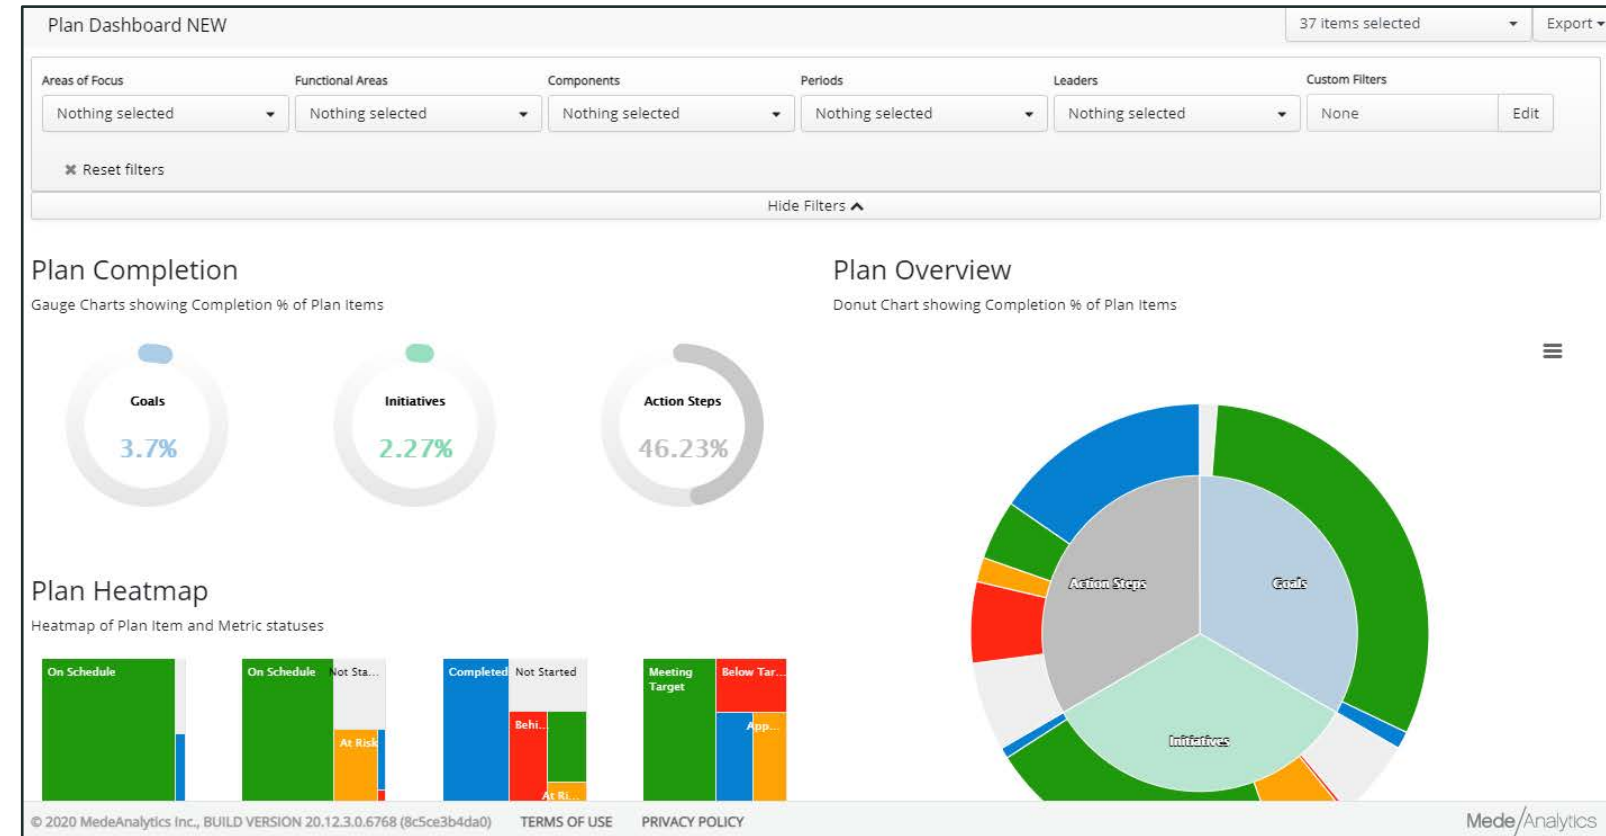 Plan Dashboard NEW
37 items selected
Export
Areas of Focus
Functional Areas
Components
Periods
Leaders
Custom Filters
Nothing selected
Nothing selected
Nothing selected
Nothing selected
Nothing selected
None
Edit
✖ Reset filters
Hide Filters
Plan Completion
Gauge Charts showing Completion % of Plan Items
Goals
3.7%
Initiatives
2.27%
Action Steps
46.23%
Plan Overview
Donut Chart showing Completion % of Plan Items
Action Steps
Goals
Initiatives
Plan Heatmap
Heatmap of Plan Item and Metric statuses
On Schedule
On Schedule
Not Sta...
At Risk
Completed
Not Started
Behi...
At Ri...
Meeting
Target
Below Tar...
App...
© 2020 MedeAnalytics Inc., BUILD VERSION 20.12.3.0.6768 (8c5ce3b4da0)
TERMS OF USE
PRIVACY POLICY
Mede/Analytics